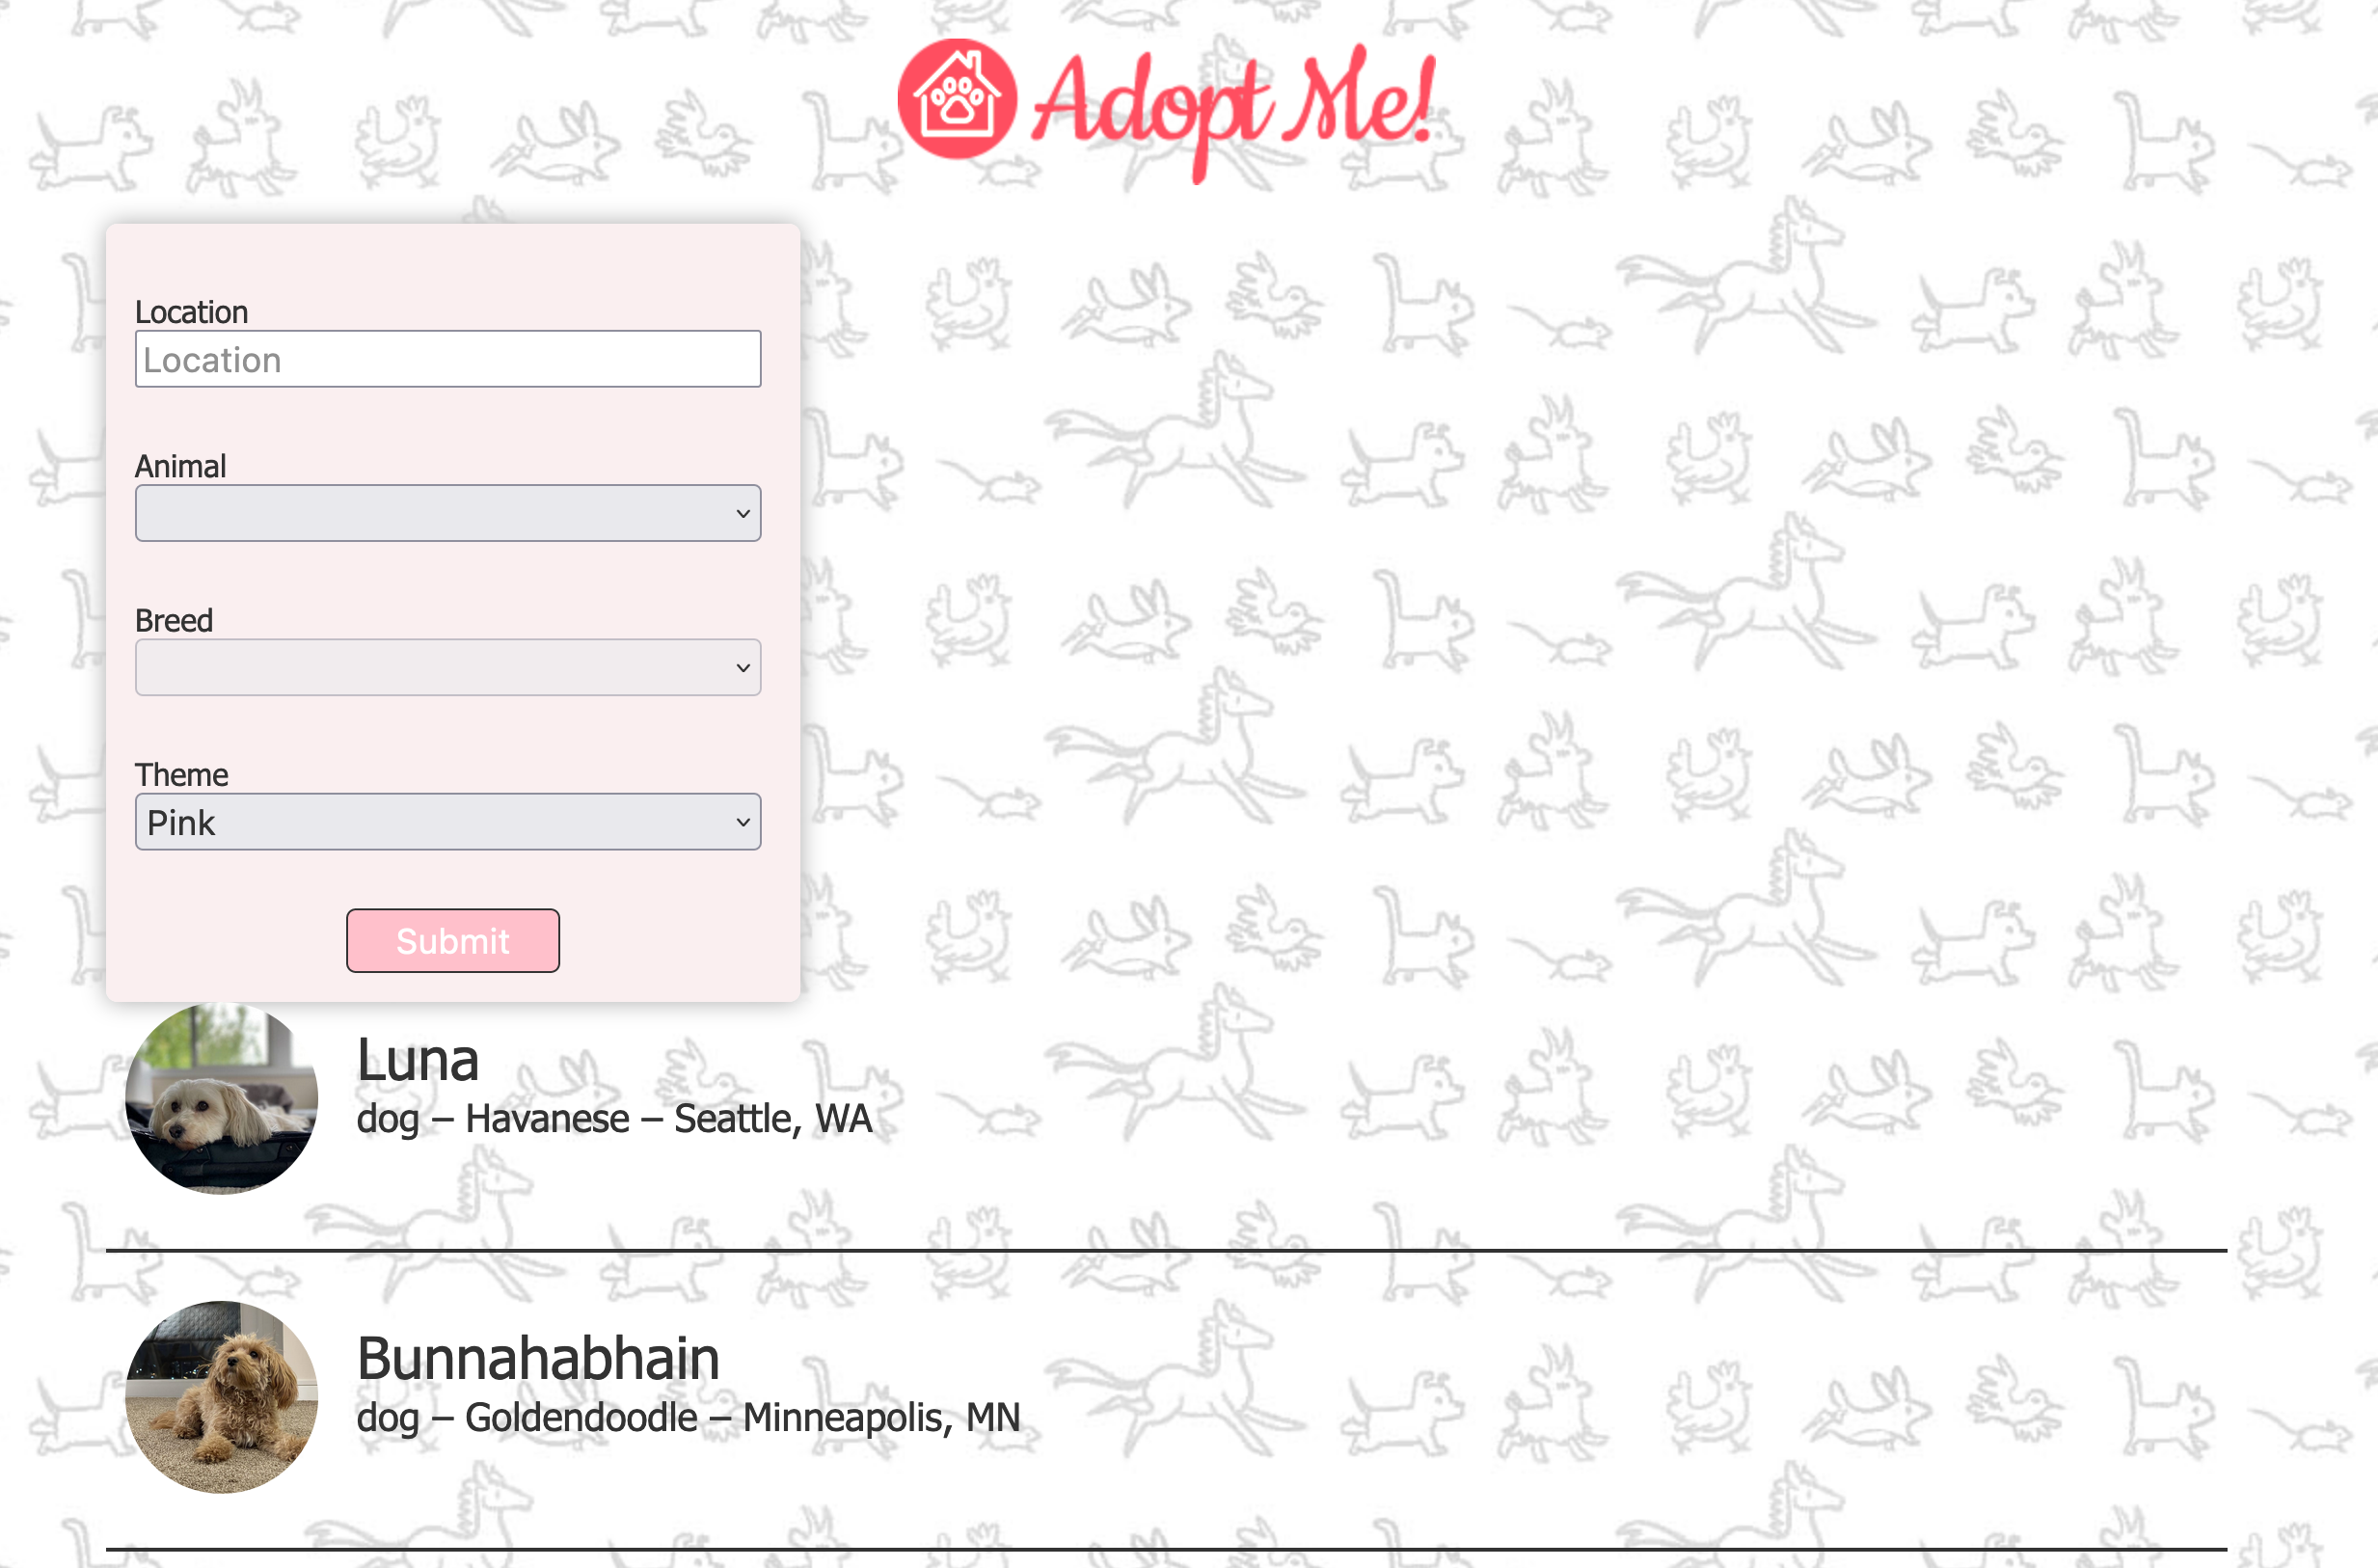 Adopt Me!
Location
Location
Animal
Breed
Theme
Pink
Submit
Luna
dog – Havanese – Seattle, WA
Bunnahabhain
dog – Goldendoodle – Minneapolis, MN